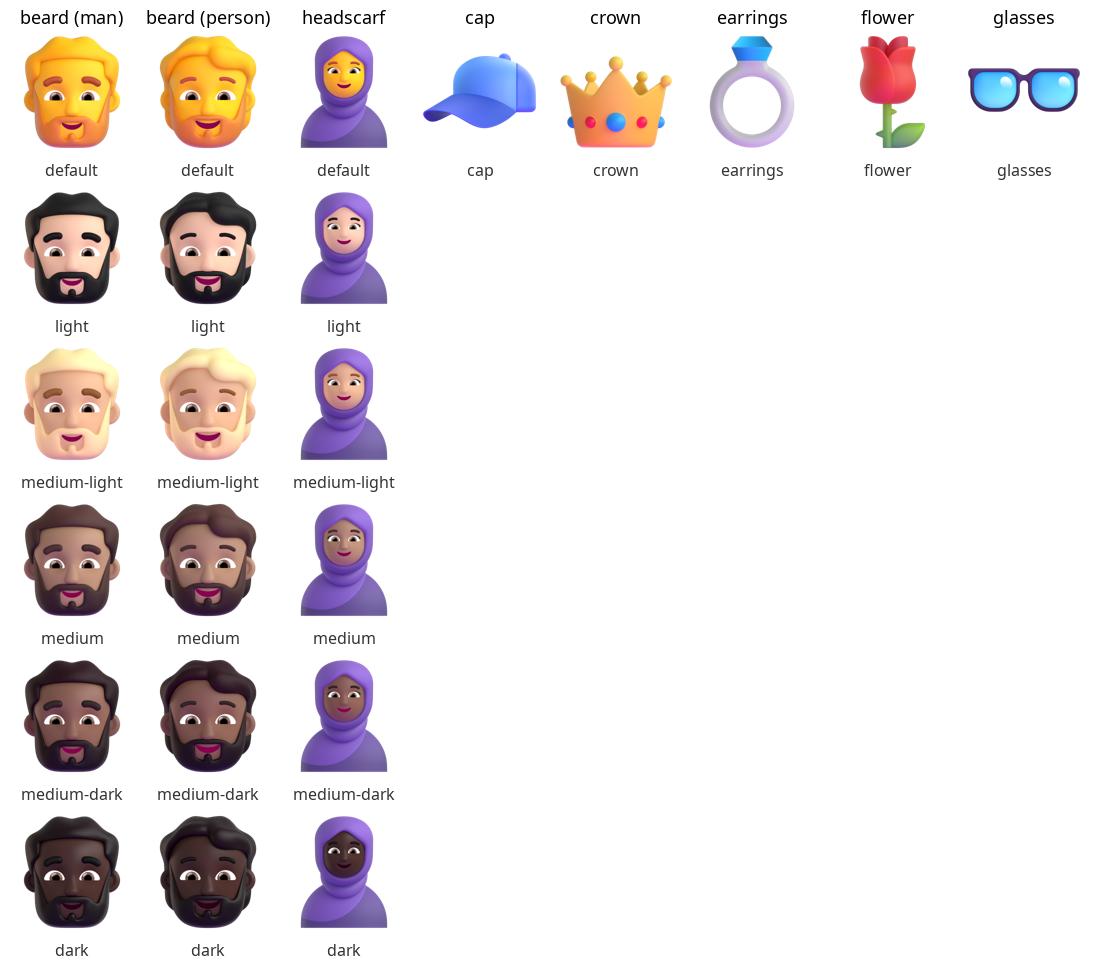 beard (man) beard (person) headscarf cap crown earrings flower glasses
default default default cap crown earrings flower glasses
light light light
medium-light medium-light medium-light
medium medium medium
medium-dark medium-dark medium-dark
dark dark dark